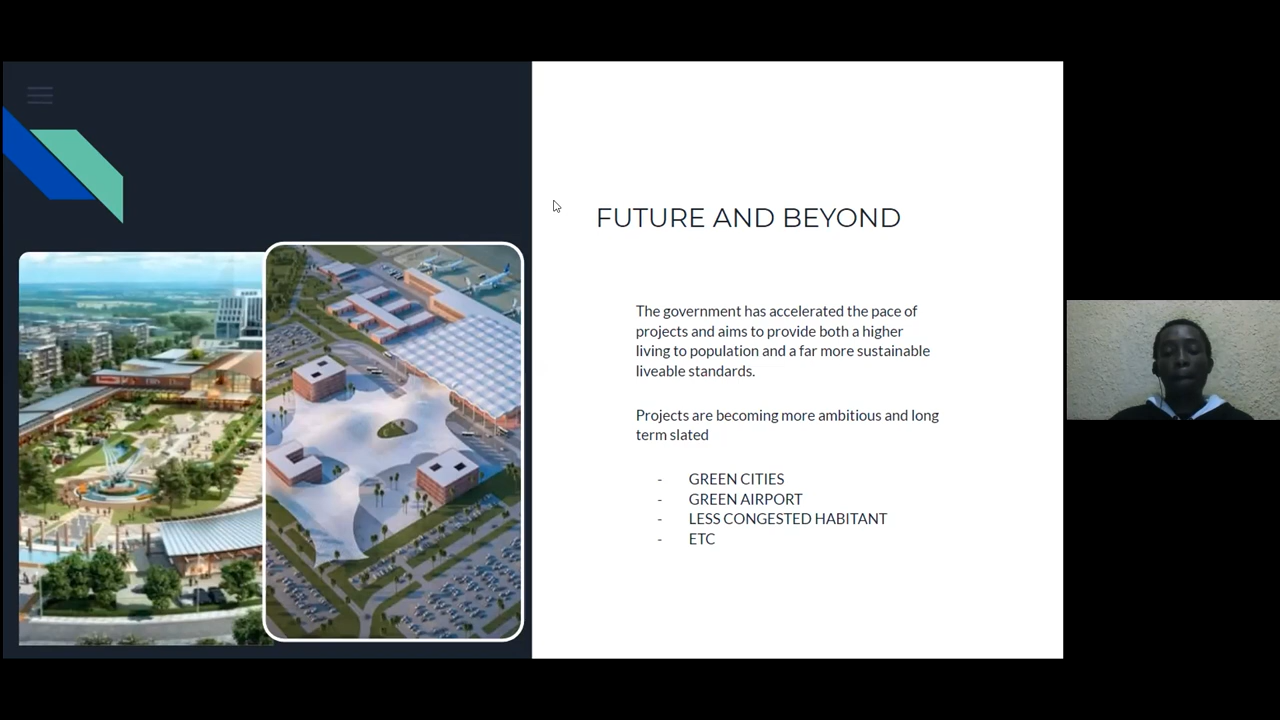 FUTURE AND BEYOND
The government has accelerated the pace of
projects and aims to provide both a higher
living to population and a far more sustainable
liveable standards.
Projects are becoming more ambitious and long
term slated
- GREEN CITIES
- GREEN AIRPORT
- LESS CONGESTED HABITANT
- ETC